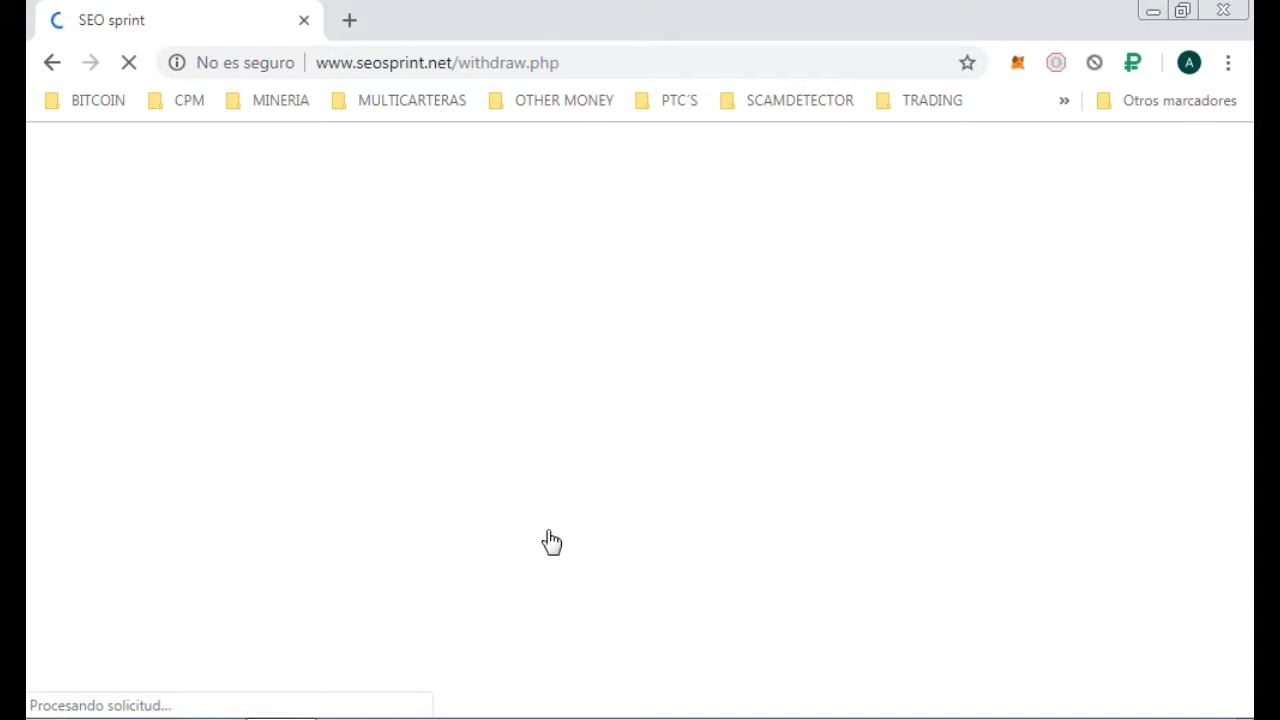 SEO sprint
No es seguro www.seosprint.net/withdraw.php A
BITCOIN CPM MINERIA MULTICARTERAS OTHER MONEY PTC´S SCAMDETECTOR TRADING » Otros marcadores
Procesando solicitud...